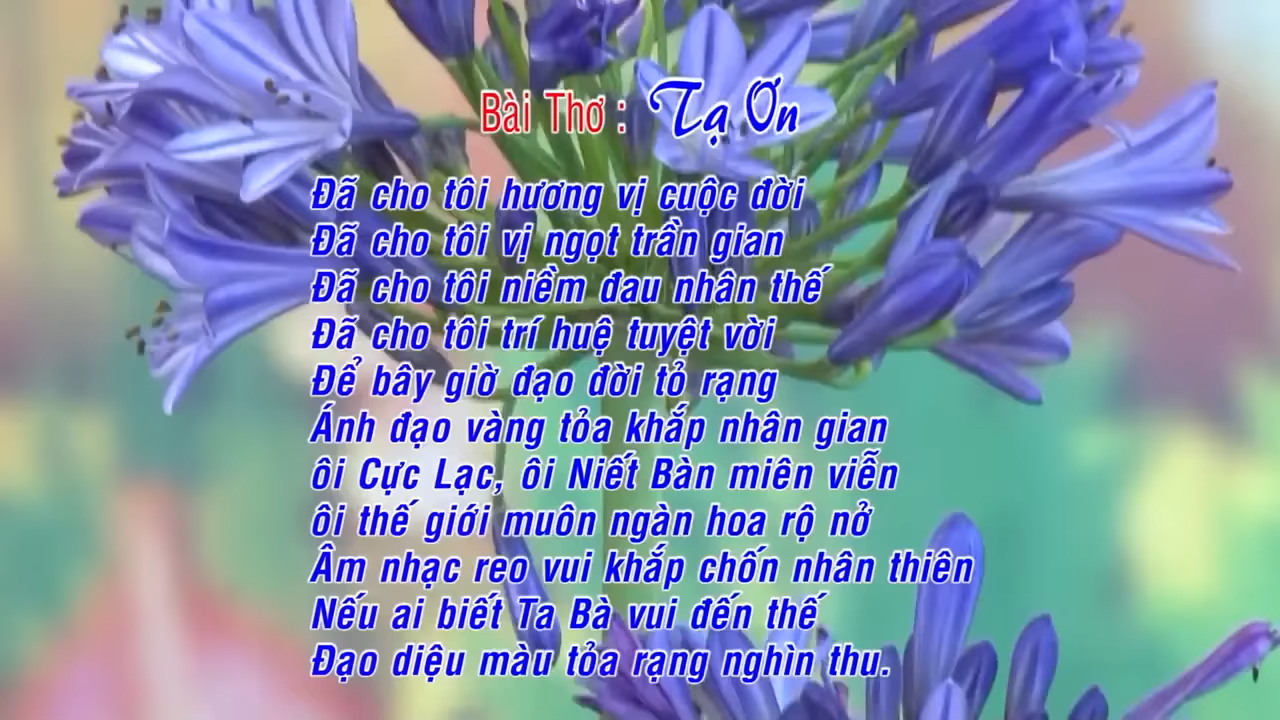 Bài Thơ : Tạ Ơn
Đã cho tôi hương vị cuộc đời
Đã cho tôi vị ngọt trần gian
Đã cho tôi niềm đau nhân thế
Đã cho tôi trí huệ tuyệt vời
Để bây giờ đạo đời tỏ rạng
Ánh đạo vàng tỏa khắp nhân gian
ôi Cực Lạc, ôi Niết Bàn miên viễn
ôi thế giới muôn ngàn hoa rộ nở
Âm nhạc reo vui khắp chốn nhân thiên
Nếu ai biết Ta Bà vui đến thế
Đạo diệu màu tỏa rạng nghìn thu.